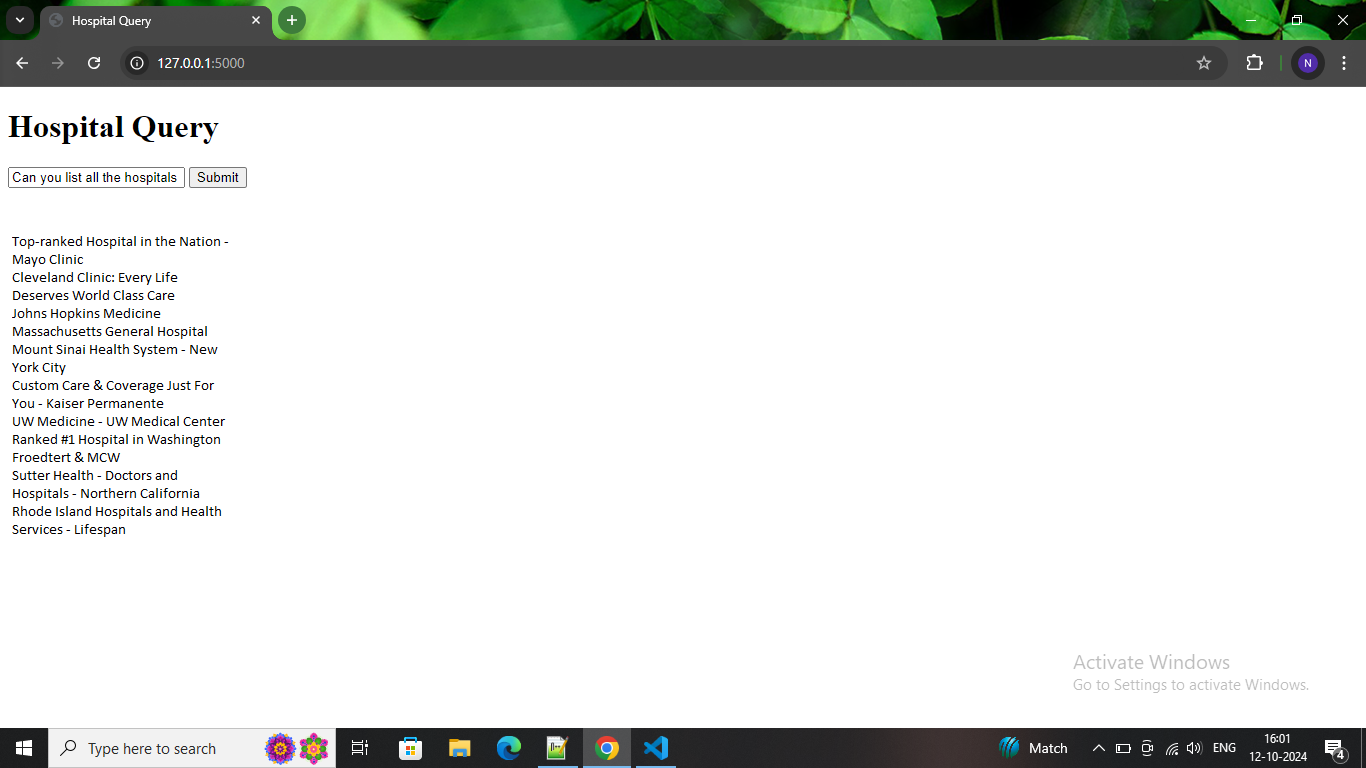 Hospital Query
127.0.0.1:5000
N
Hospital Query
Can you list all the hospitals
Submit
Top-ranked Hospital in the Nation -
Mayo Clinic
Cleveland Clinic: Every Life
Deserves World Class Care
Johns Hopkins Medicine
Massachusetts General Hospital
Mount Sinai Health System - New
York City
Custom Care & Coverage Just For
You - Kaiser Permanente
UW Medicine - UW Medical Center
Ranked #1 Hospital in Washington
Froedtert & MCW
Sutter Health - Doctors and
Hospitals - Northern California
Rhode Island Hospitals and Health
Services - Lifespan
Activate Windows
Go to Settings to activate Windows.
Type here to search
Match
ENG
16:01
12-10-2024
4